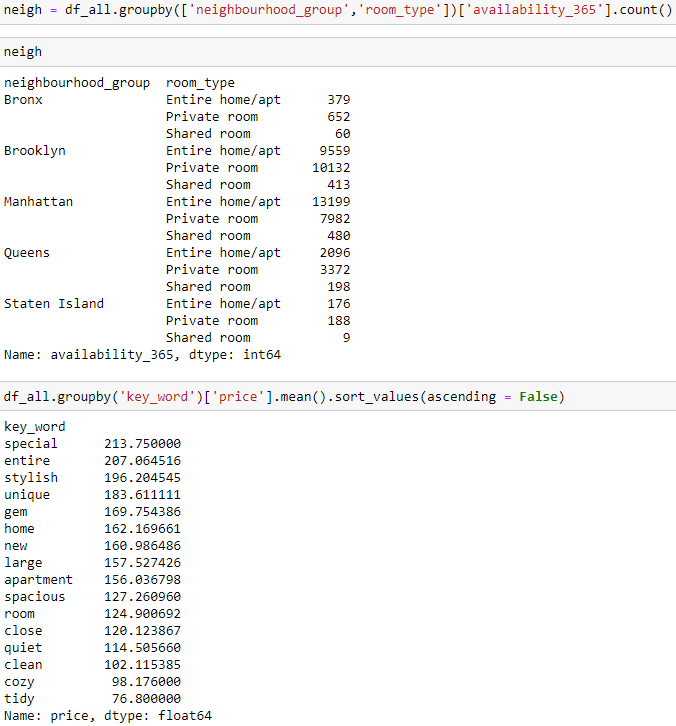 neigh = df_all.groupby(['neighbourhood_group','room_type'])['availability_365'].count()
neigh
neighbourhood_group  room_type
Bronx                Entire home/apt      379
                     Private room         652
                     Shared room           60
Brooklyn             Entire home/apt     9559
                     Private room       10132
                     Shared room          413
Manhattan            Entire home/apt    13199
                     Private room        7982
                     Shared room          480
Queens               Entire home/apt     2096
                     Private room        3372
                     Shared room          198
Staten Island        Entire home/apt      176
                     Private room         188
                     Shared room            9
Name: availability_365, dtype: int64
df_all.groupby('key_word')['price'].mean().sort_values(ascending = False)
key_word
special      213.750000
entire       207.064516
stylish      196.204545
unique       183.611111
gem          169.754386
home         162.169661
new          160.986486
large        157.527426
apartment    156.036798
spacious     127.260960
room         124.900692
close        120.123867
quiet        114.505660
clean        102.115385
cozy          98.176000
tidy          76.800000
Name: price, dtype: float64